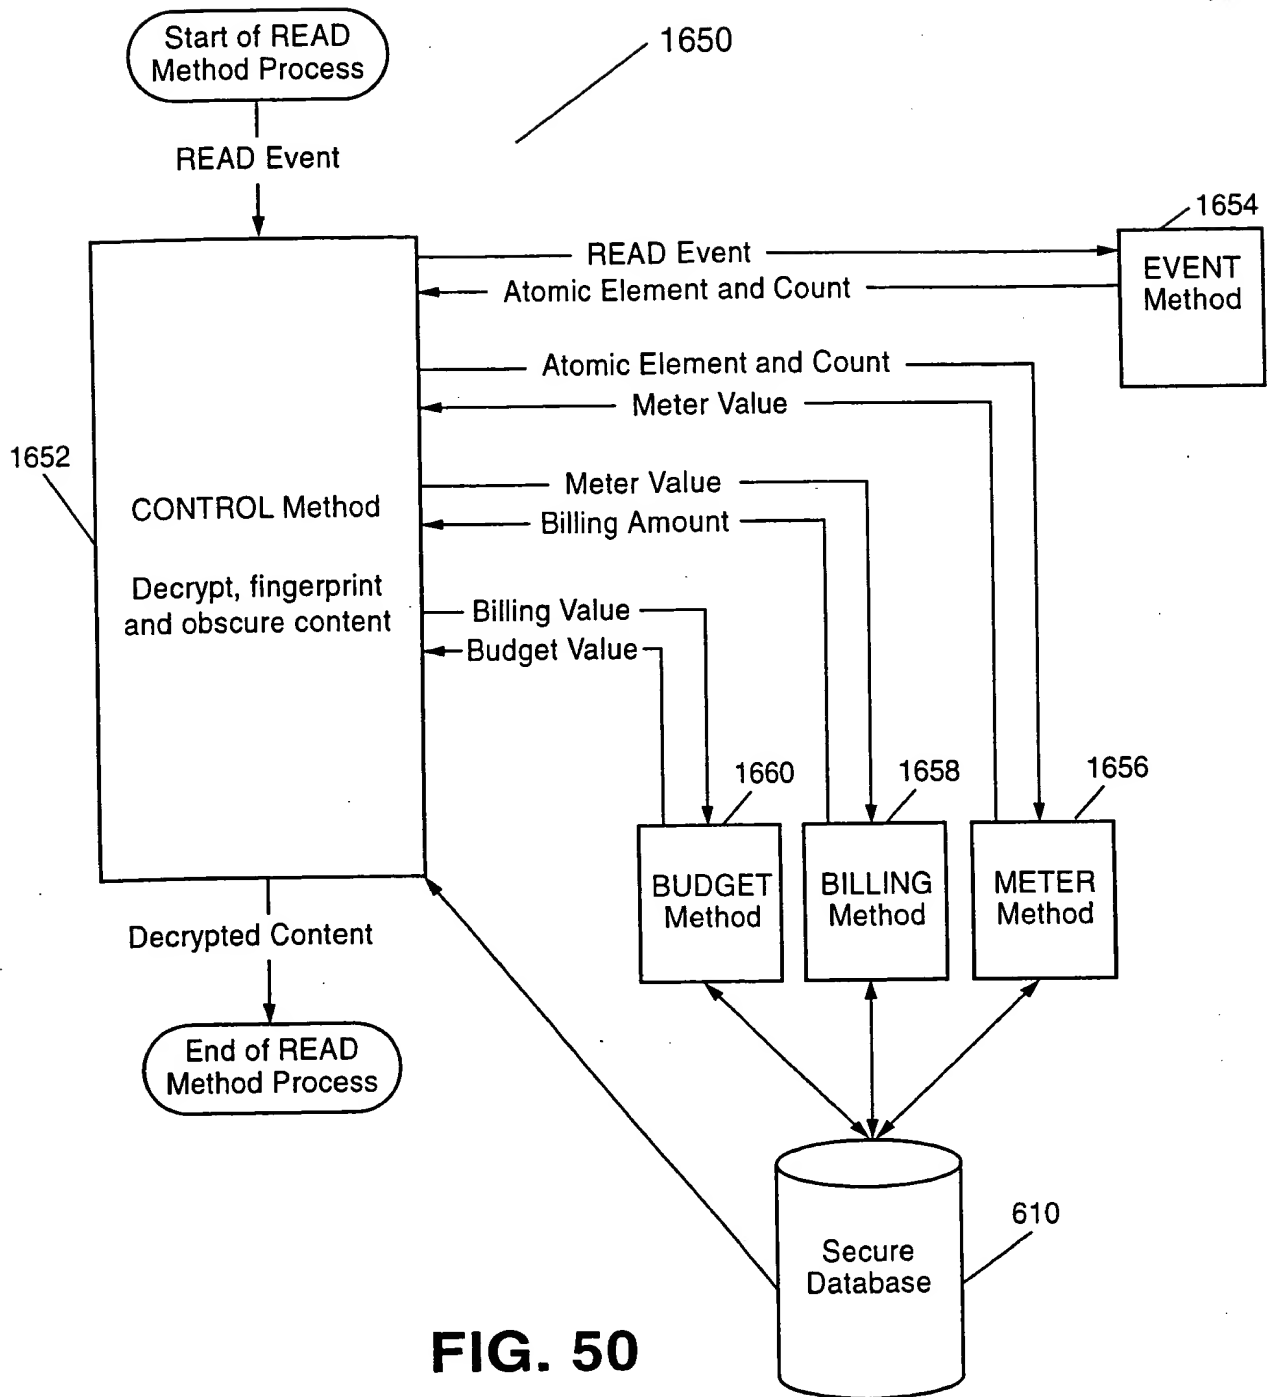 Start of READ
Method Process
1650
READ Event
1654
READ Event
EVENT
Method
Atomic Element and Count
Atomic Element and Count
Meter Value
1652
CONTROL Method
Decrypt, fingerprint
and obscure content
Meter Value
Billing Amount
Billing Value
Budget Value
1660
1658
1656
BUDGET
Method
BILLING
Method
METER
Method
Decrypted Content
End of READ
Method Process
Secure
Database
610
FIG. 50